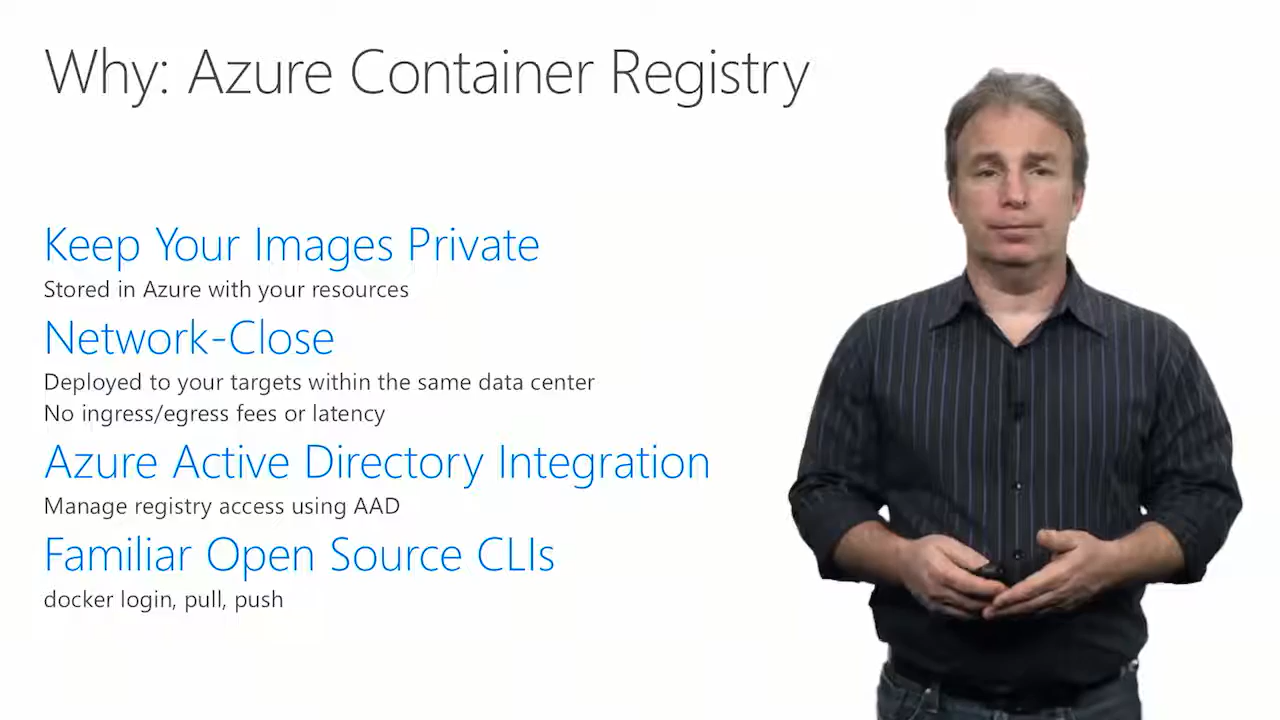 Why: Azure Container Registry
Keep Your Images Private
Stored in Azure with your resources
Network-Close
Deployed to your targets within the same data center
No ingress/egress fees or latency
Azure Active Directory Integration
Manage registry access using AAD
Familiar Open Source CLIs
docker login, pull, push